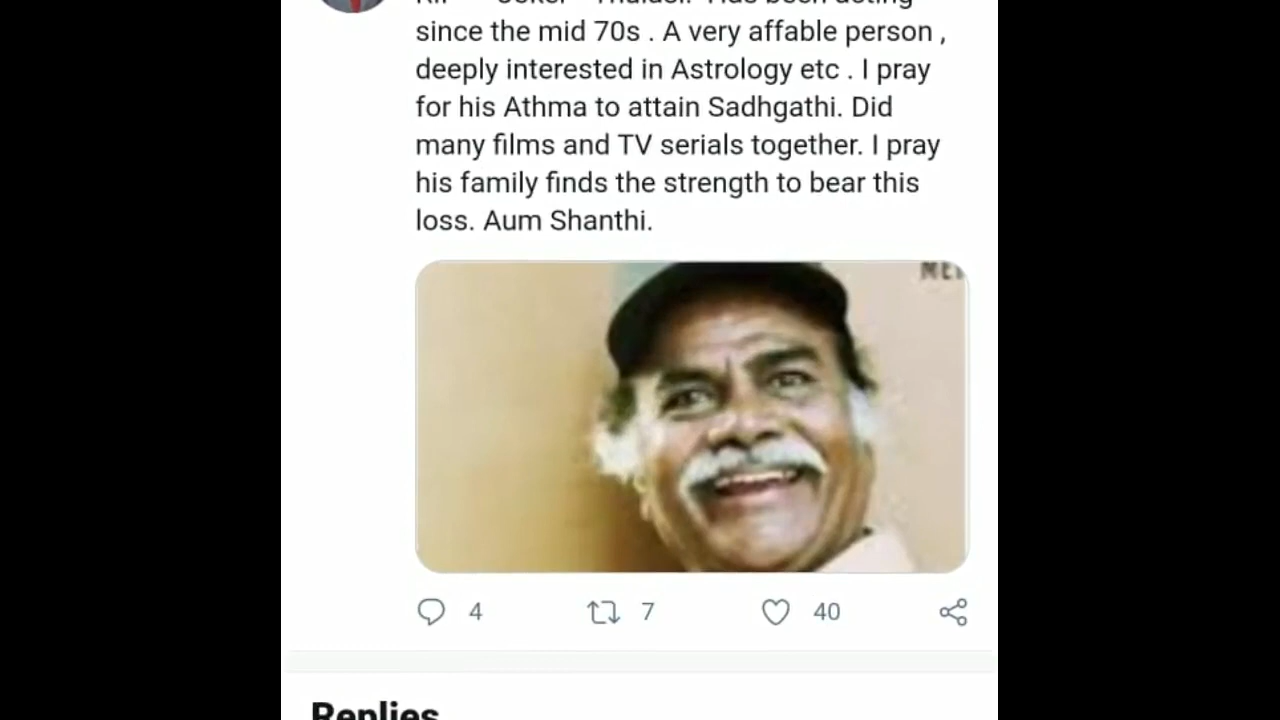 since the mid 70s . A very affable person ,
deeply interested in Astrology etc . I pray
for his Athma to attain Sadhgathi. Did
many films and TV serials together. I pray
his family finds the strength to bear this
loss. Aum Shanthi.
4 7 40
Replies